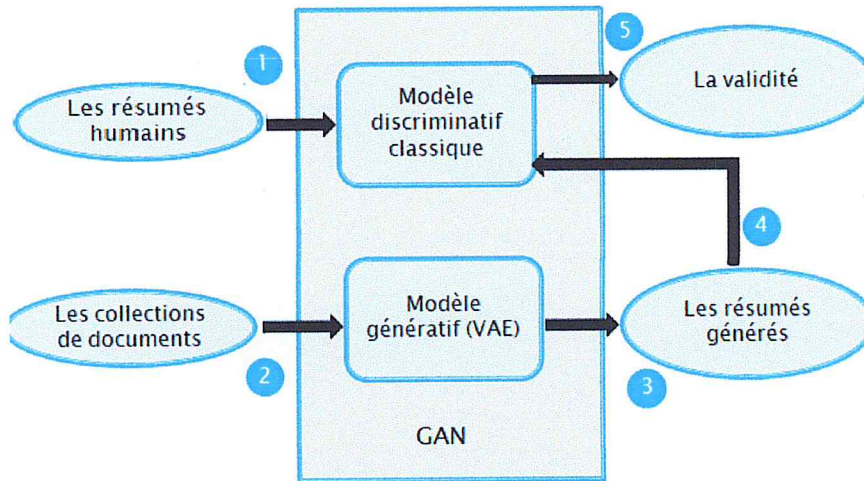 1
5
Les résumés
humains
Modèle
discriminatif
classique
La validité
4
Les collections
de documents
Modèle
génératif (VAE)
Les résumés
générés
2
3
GAN